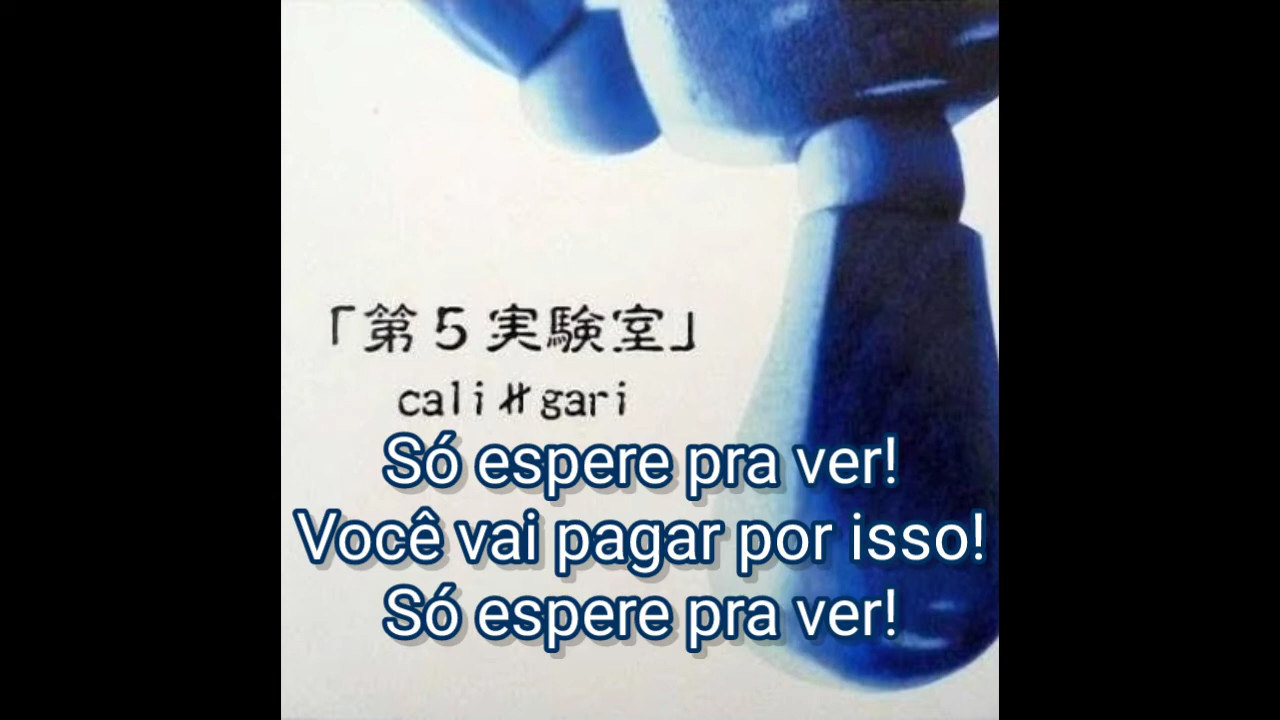 「第5実験室」
cali≠gari
Só espere pra ver!
Você vai pagar por isso!
Só espere pra ver!